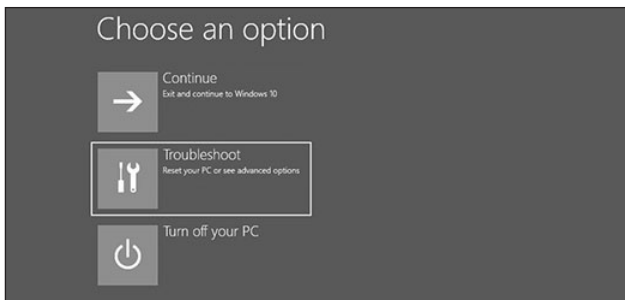 Choose an option
Continue
Exit and continue to Windows 10
Troubleshoot
Reset your PC or see advanced options
Turn off your PC